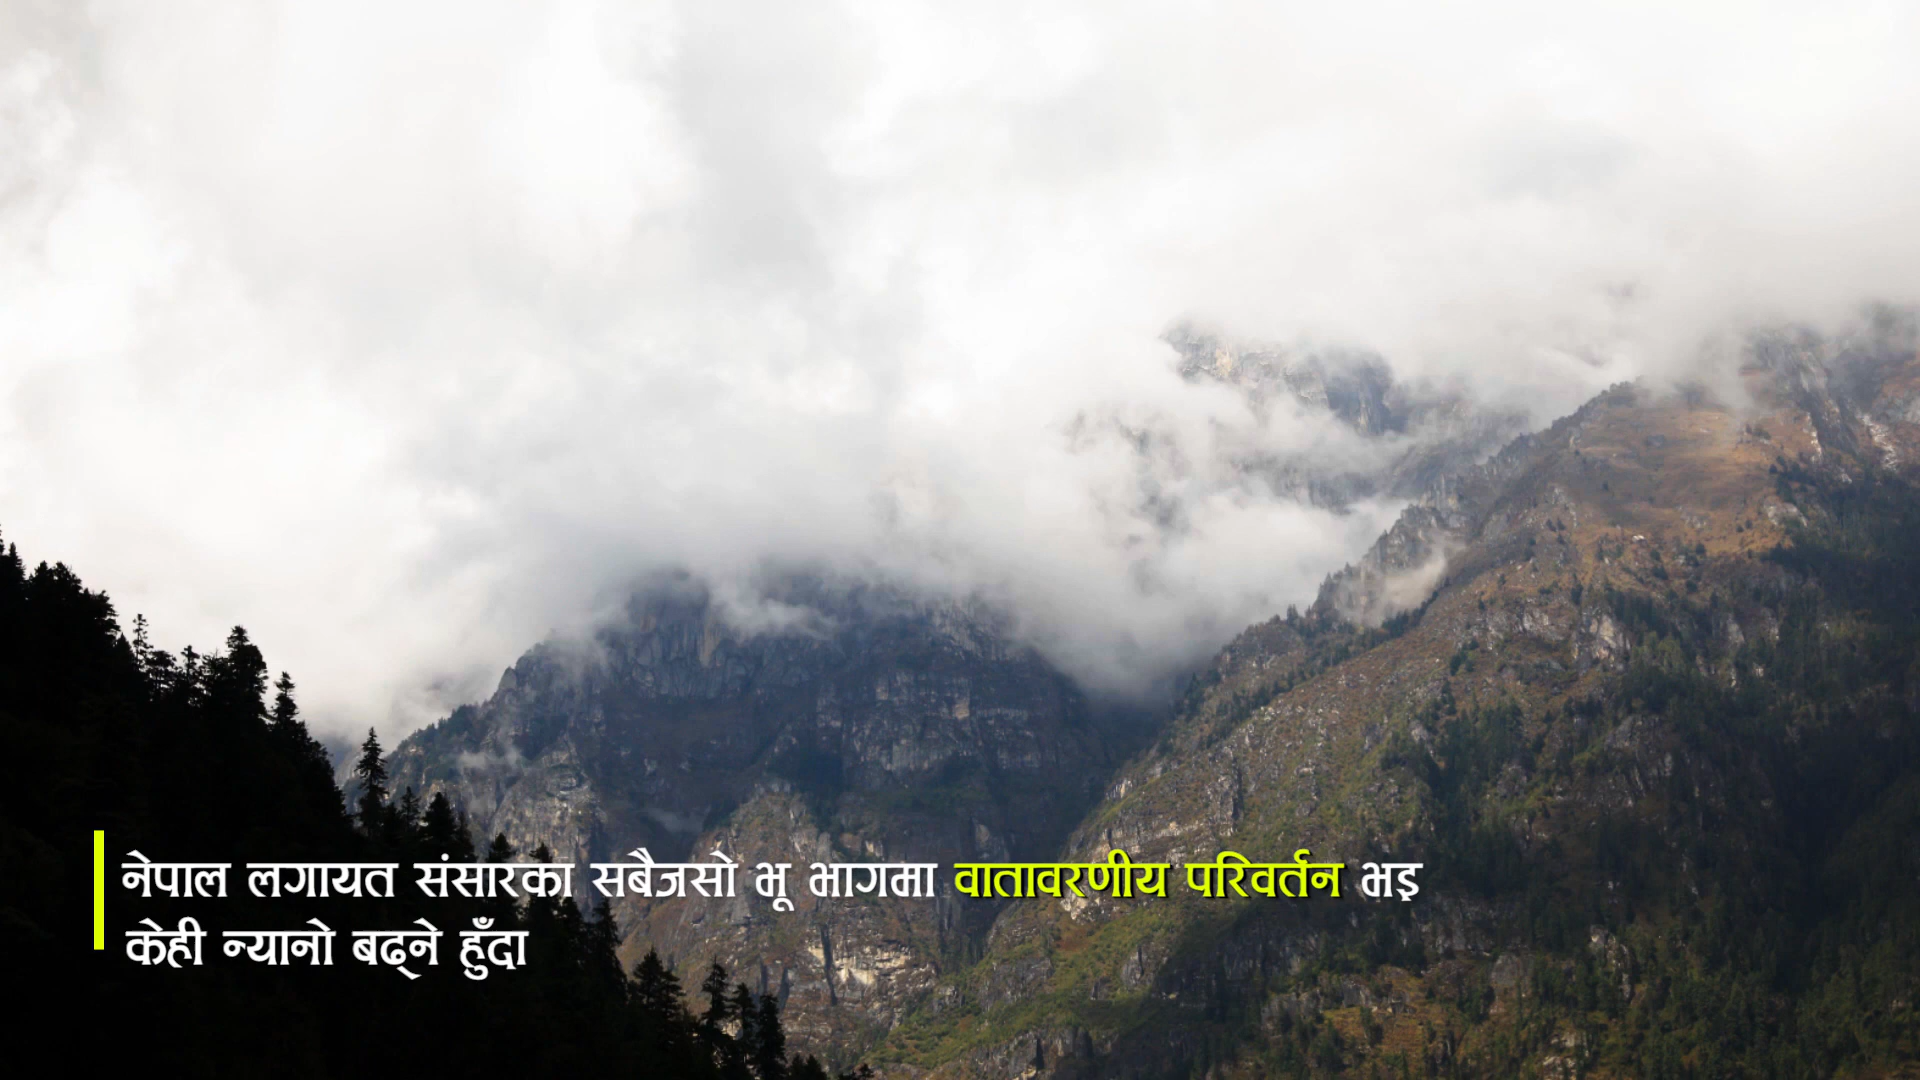 नेपाल लगायत संसारका सबैजसो भू भागमा वातावरणीय परिवर्तन भइ
केही न्यानो बढ्ने हुँदा